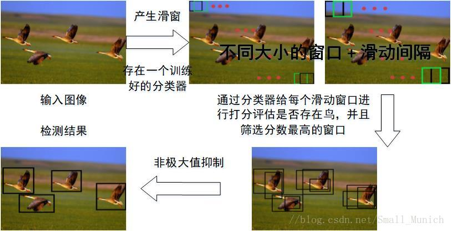 产生滑窗
不同大小的窗口 + 滑动间隔
存在一个训练
好的分类器
输入图像
通过分类器给每个滑动窗口进
行打分评估是否存在鸟，并且
筛选分数最高的窗口
检测结果
非极大值抑制
http://blog.csdn.net/Small_Munich